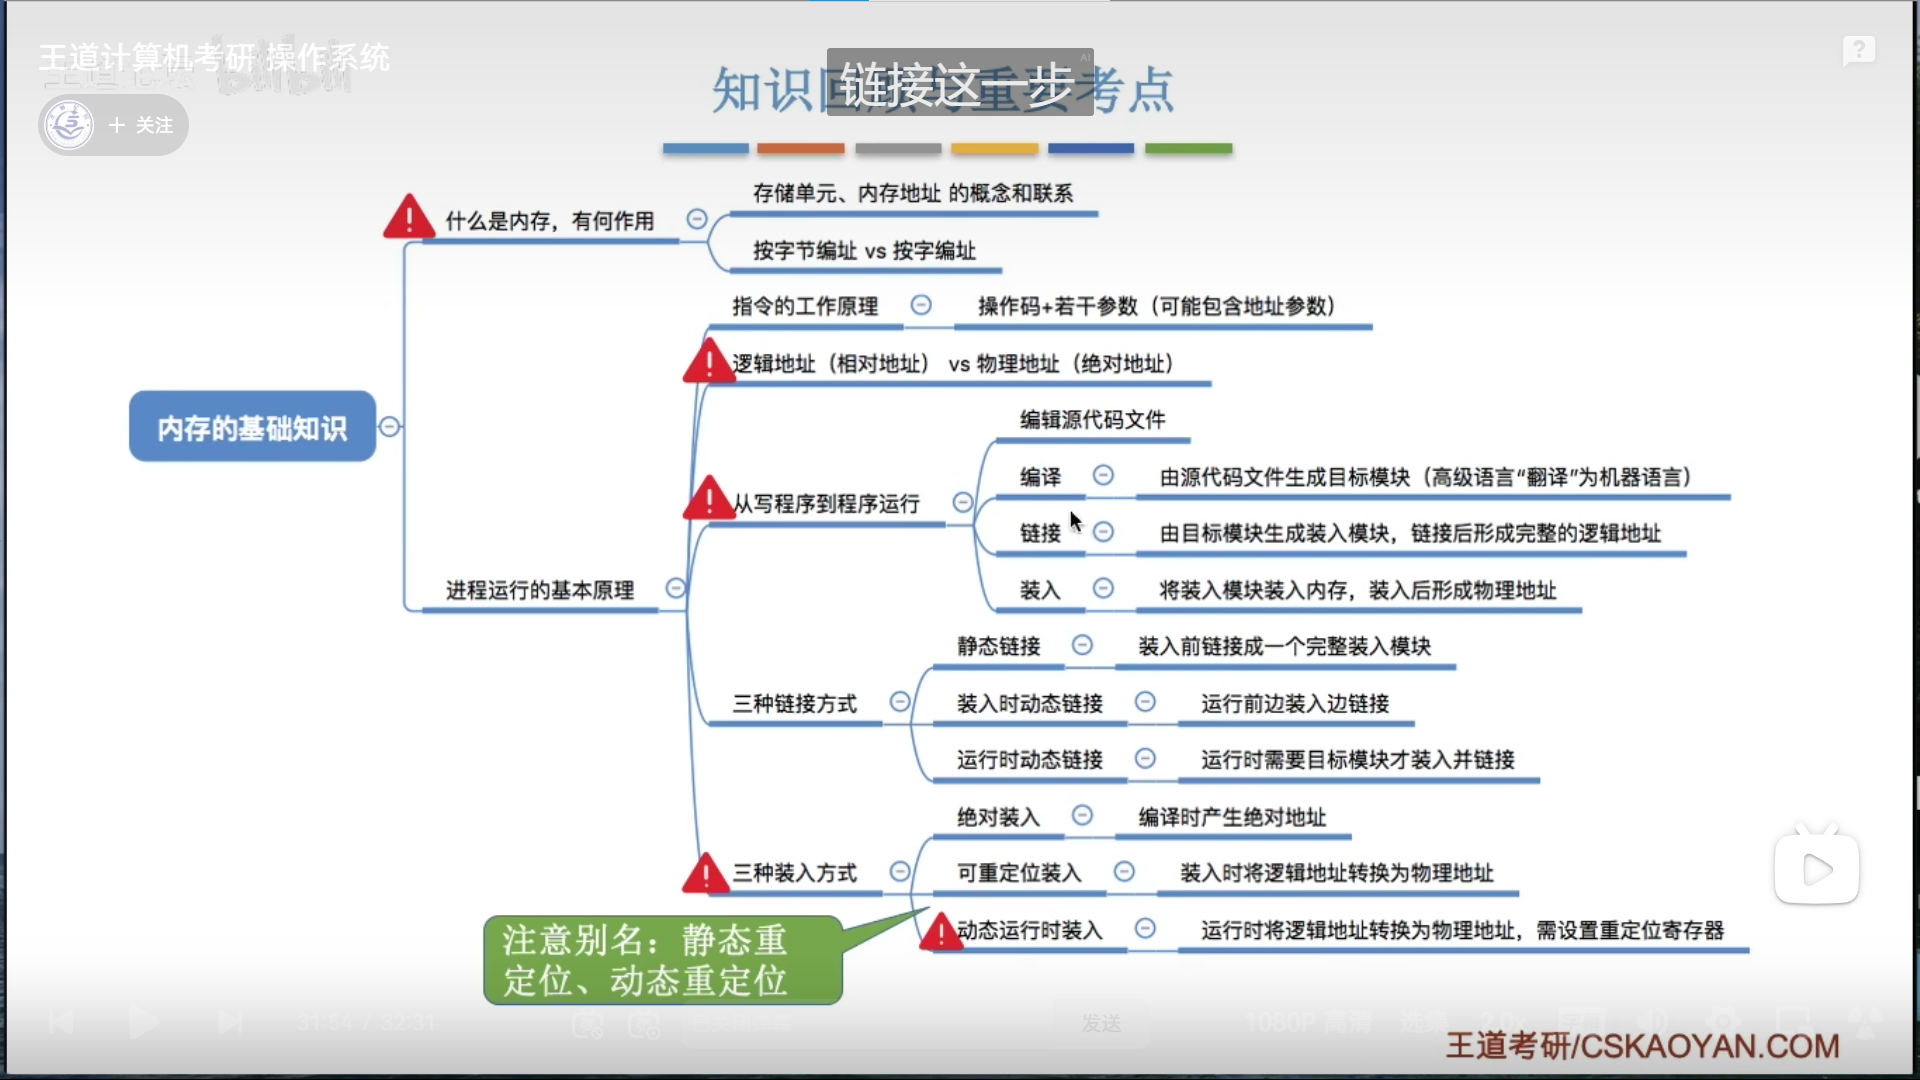 王道计算机考研 操作系统
+ 关注
链接这一步
AI
知识回顾与重要考点
内存的基础知识
什么是内存，有何作用
存储单元、内存地址 的概念和联系
按字节编址 vs 按字编址
进程运行的基本原理
指令的工作原理
操作码+若干参数（可能包含地址参数）
逻辑地址（相对地址） vs 物理地址（绝对地址）
从写程序到程序运行
编辑源代码文件
编译
由源代码文件生成目标模块（高级语言“翻译”为机器语言）
链接
由目标模块生成装入模块，链接后形成完整的逻辑地址
装入
将装入模块装入内存，装入后形成物理地址
三种链接方式
静态链接
装入前链接成一个完整装入模块
装入时动态链接
运行前边装入边链接
运行时动态链接
运行时需要目标模块才装入并链接
三种装入方式
绝对装入
编译时产生绝对地址
可重定位装入
装入时将逻辑地址转换为物理地址
动态运行时装入
运行时将逻辑地址转换为物理地址，需设置重定位寄存器
注意别名：静态重
定位、动态重定位
31:54 / 32:31
发送
1080P 高清
选集
2.0x
王道考研/CSKAOYAN.COM